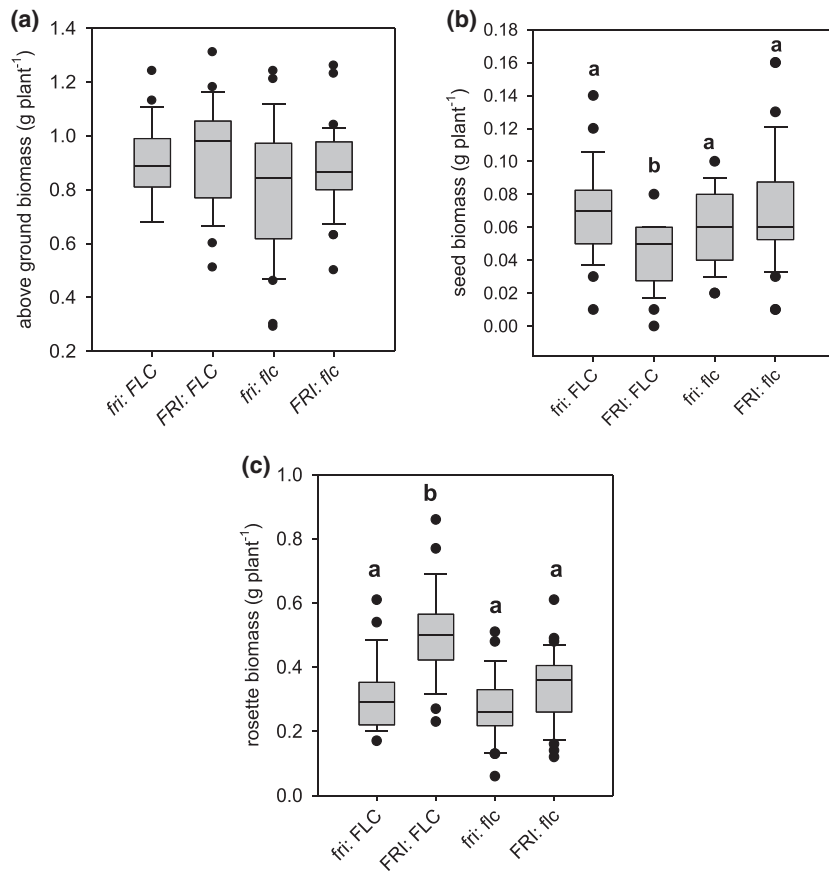 (a)
above ground biomass (g plant⁻¹)
1.4
1.2
1.0
0.8
0.6
0.4
0.2
fri: FLC
FRI: FLC
fri: flc
FRI: flc
(b)
seed biomass (g plant⁻¹)
0.18
0.16
0.14
0.12
0.10
0.08
0.06
0.04
0.02
0.00
a
b
a
a
fri: FLC
FRI: FLC
fri: flc
FRI: flc
(c)
rosette biomass (g plant⁻¹)
1.0
0.8
0.6
0.4
0.2
0.0
a
b
a
a
fri: FLC
FRI: FLC
fri: flc
FRI: flc